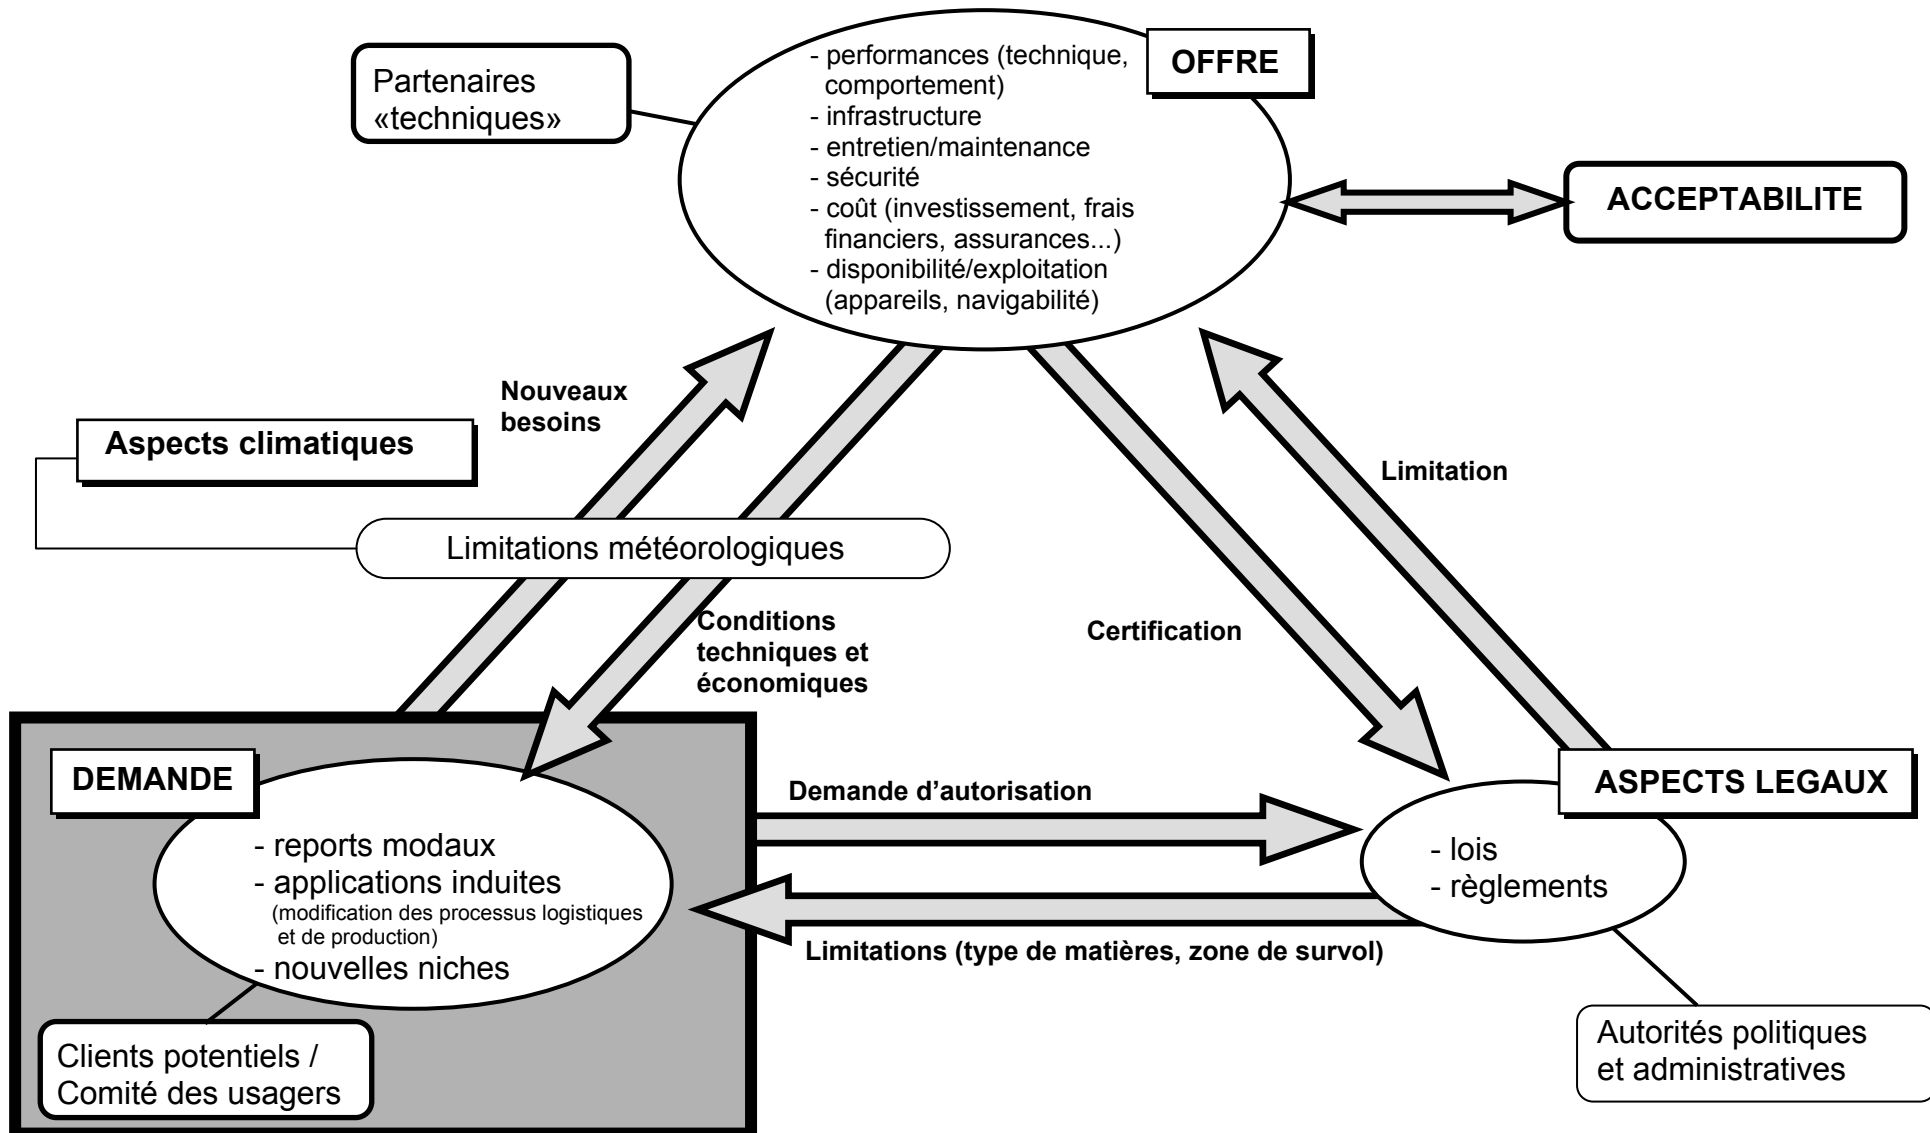 Partenaires
«techniques»
- performances (technique,
comportement)
- infrastructure
- entretien/maintenance
- sécurité
- coût (investissement, frais
financiers, assurances...)
- disponibilité/exploitation
(appareils, navigabilité)
OFFRE
ACCEPTABILITE
Nouveaux
besoins
Aspects climatiques
Limitation
Limitations météorologiques
Conditions
techniques et
économiques
Certification
DEMANDE
- reports modaux
- applications induites
(modification des processus logistiques
et de production)
- nouvelles niches
Demande d’autorisation
ASPECTS LEGAUX
- lois
- règlements
Limitations (type de matières, zone de survol)
Clients potentiels /
Comité des usagers
Autorités politiques
et administratives